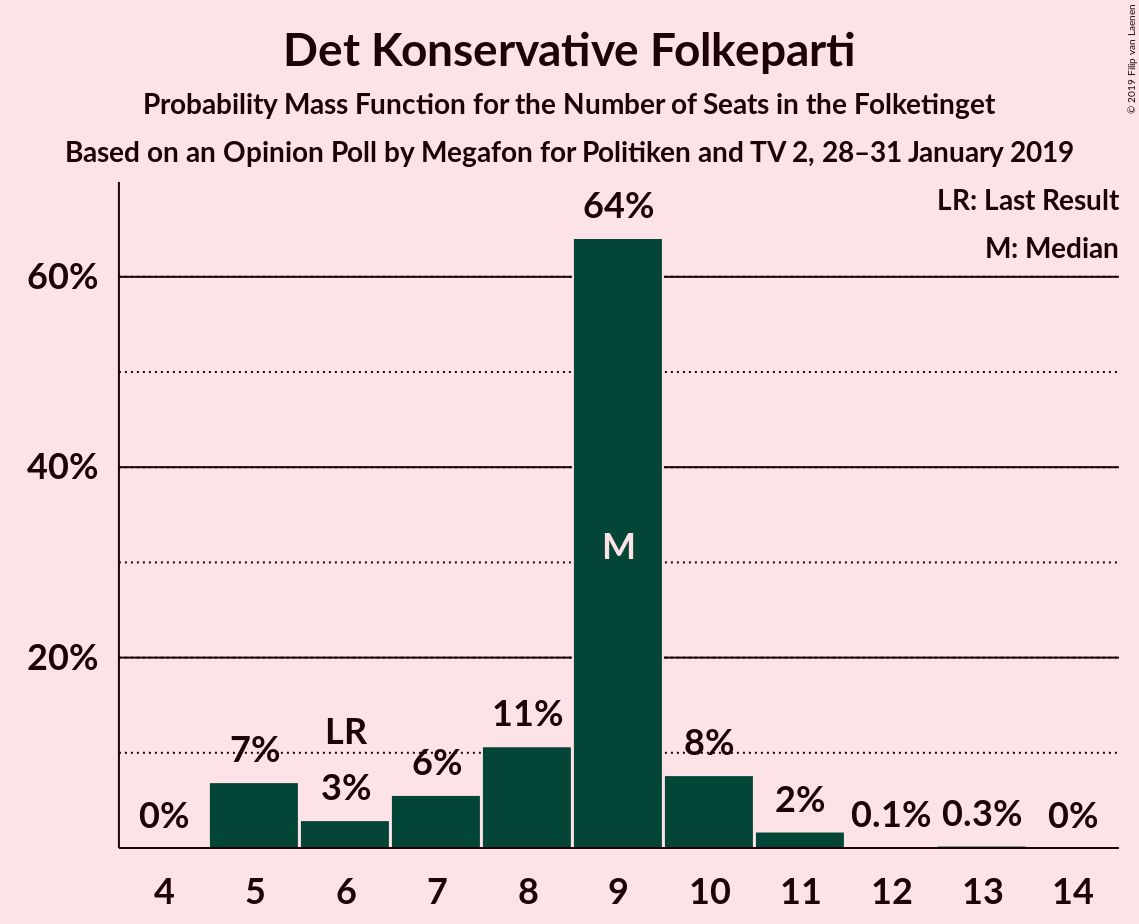 Det Konservative Folkeparti
Probability Mass Function for the Number of Seats in the Folketinget
Based on an Opinion Poll by Megafon for Politiken and TV 2, 28–31 January 2019
© 2019 Filip van Laenen
LR: Last Result
M: Median
60%
40%
20%
0%
7%
LR
3%
6%
11%
64%
M
8%
2%
0.1%
0.3%
0%
4 5 6 7 8 9 10 11 12 13 14